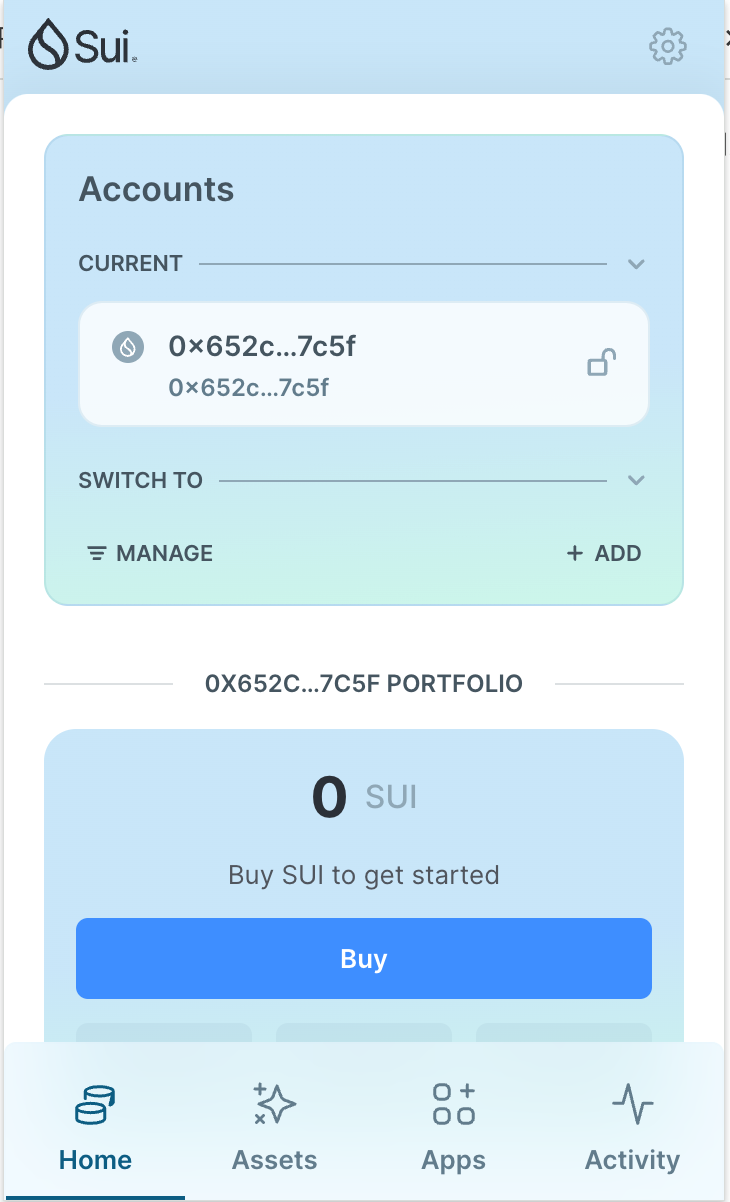 Sui
Accounts
CURRENT
0×652c...7c5f
0×652c...7c5f
SWITCH TO
MANAGE
+ ADD
0X652C...7C5F PORTFOLIO
0 SUI
Buy SUI to get started
Buy
Home
Assets
Apps
Activity